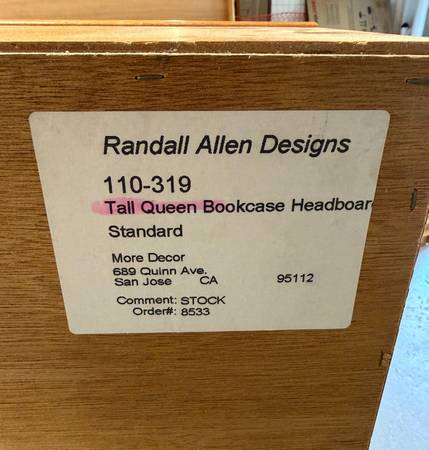 Randall Allen Designs
110-319
Tall Queen Bookcase Headboar
Standard
More Decor
689 Quinn Ave.
San Jose CA 95112
Comment: STOCK
Order#: 8533